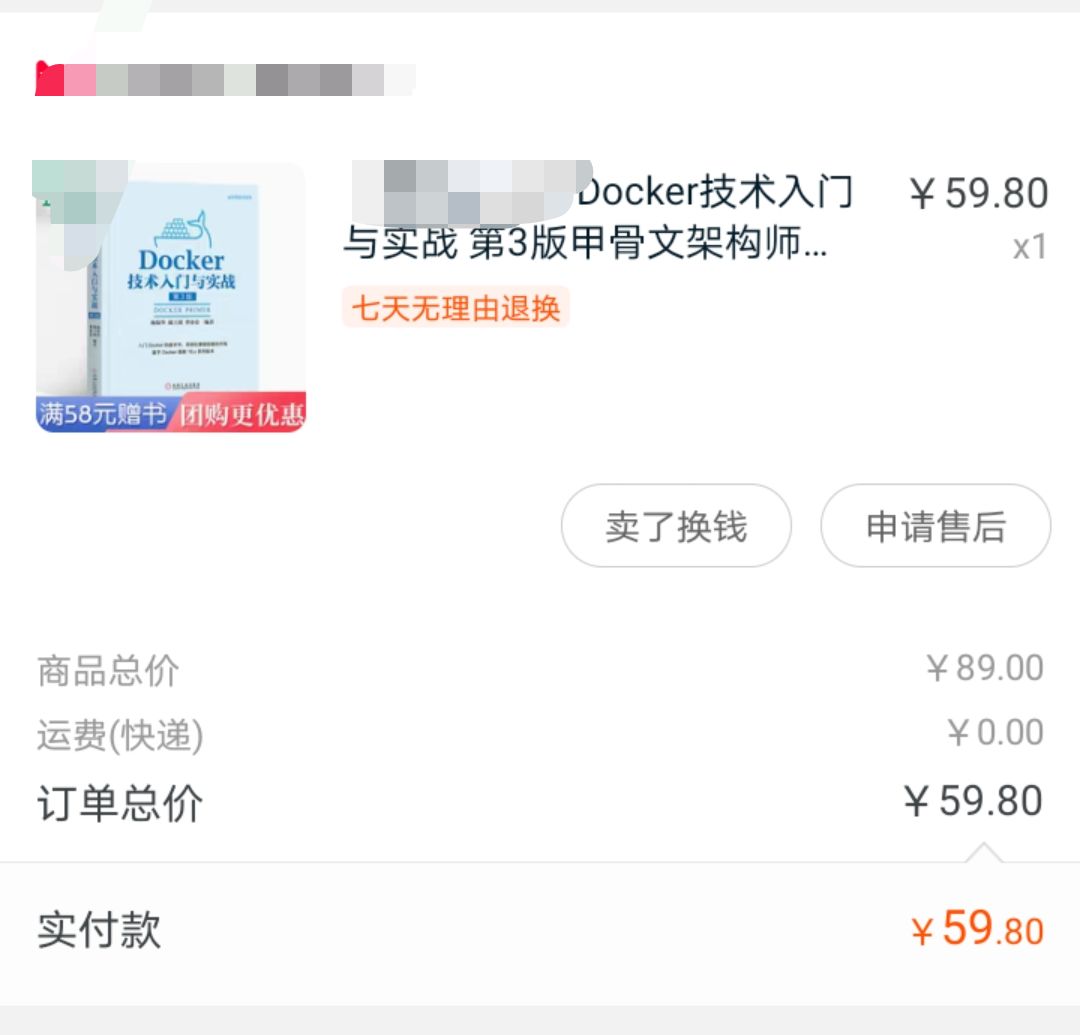 Docker技术入门
￥59.80
与实战 第3版甲骨文架构师...
x1
七天无理由退换
Docker
技术入门与实战
第3版
DOCKER PRIMER
满58元赠书
团购更优惠
卖了换钱
申请售后
商品总价
￥89.00
运费(快递)
￥0.00
订单总价
￥59.80
实付款
￥59.80